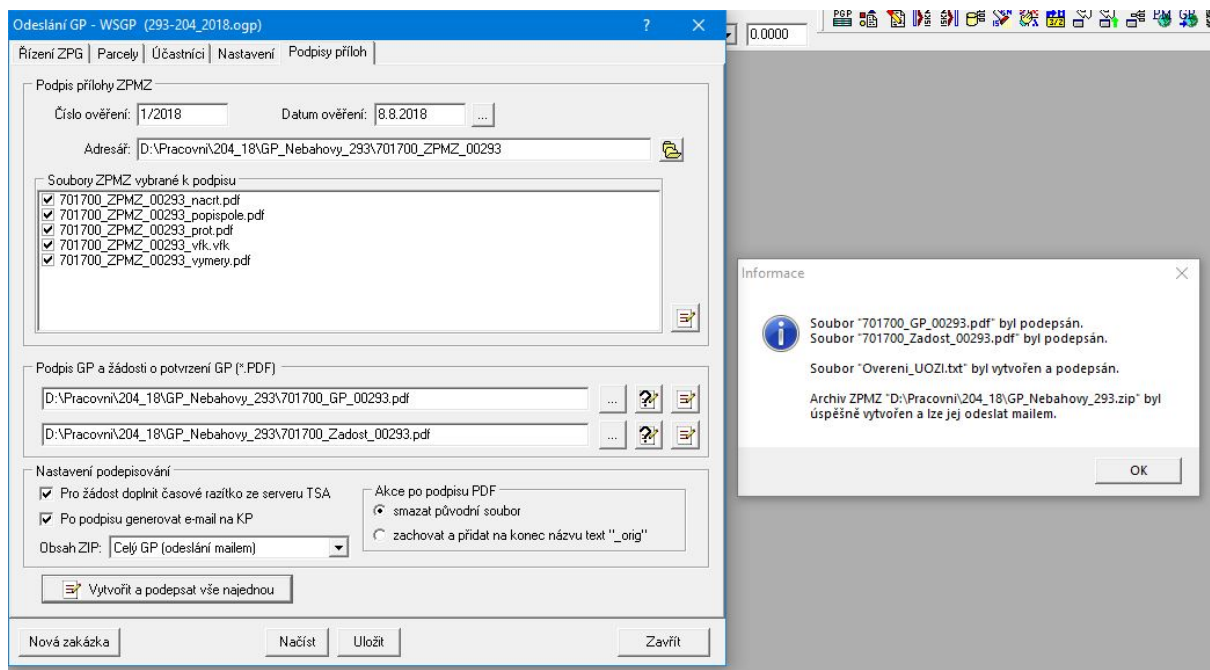 Odeslání GP - WSGP (293-204_2018.ogp)
Řízení ZPG Parcely Účastníci Nastavení Podpisy příloh
0.0000
Podpis přílohy ZPMZ
Číslo ověření: 1/2018 Datum ověření: 8.8.2018 ...
Adresář: D:\Pracovni\204_18\GP_Nebahovy_293\701700_ZPMZ_00293
Soubory ZPMZ vybrané k podpisu
701700_ZPMZ_00293_nacrt.pdf
701700_ZPMZ_00293_popispole.pdf
701700_ZPMZ_00293_prot.pdf
701700_ZPMZ_00293_vfk.vfk
701700_ZPMZ_00293_vymery.pdf
Podpis GP a žádosti o potvrzení GP (*.PDF)
D:\Pracovni\204_18\GP_Nebahovy_293\701700_GP_00293.pdf ...
D:\Pracovni\204_18\GP_Nebahovy_293\701700_Zadost_00293.pdf ...
Nastavení podepisování
Pro žádost doplnit časové razítko ze serveru TSA
Po podpisu generovat e-mail na KP
Obsah ZIP: Celý GP (odeslání mailem)
Akce po podpisu PDF
smazat původní soubor
zachovat a přidat na konec názvu text "_orig"
Vytvořit a podepsat vše najednou
Nová zakázka Načíst Uložit Zavřít
Informace
Soubor "701700_GP_00293.pdf" byl podepsán.
Soubor "701700_Zadost_00293.pdf" byl podepsán.
Soubor "Overeni_UOZI.txt" byl vytvořen a podepsán.
Archiv ZPMZ "D:\Pracovni\204_18\GP_Nebahovy_293.zip" byl
úspěšně vytvořen a lze jej odeslat mailem.
OK